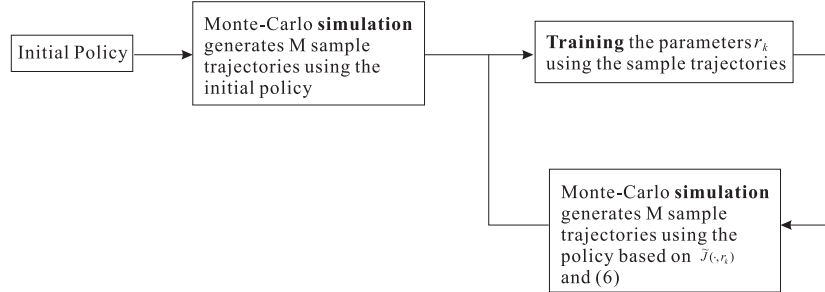 Initial Policy
Monte-Carlo simulation
generates M sample
trajectories using the
initial policy
Training the parameters r_k
using the sample trajectories
Monte-Carlo simulation
generates M sample
trajectories using the
policy based on J̃(·,r_k)
and (6)